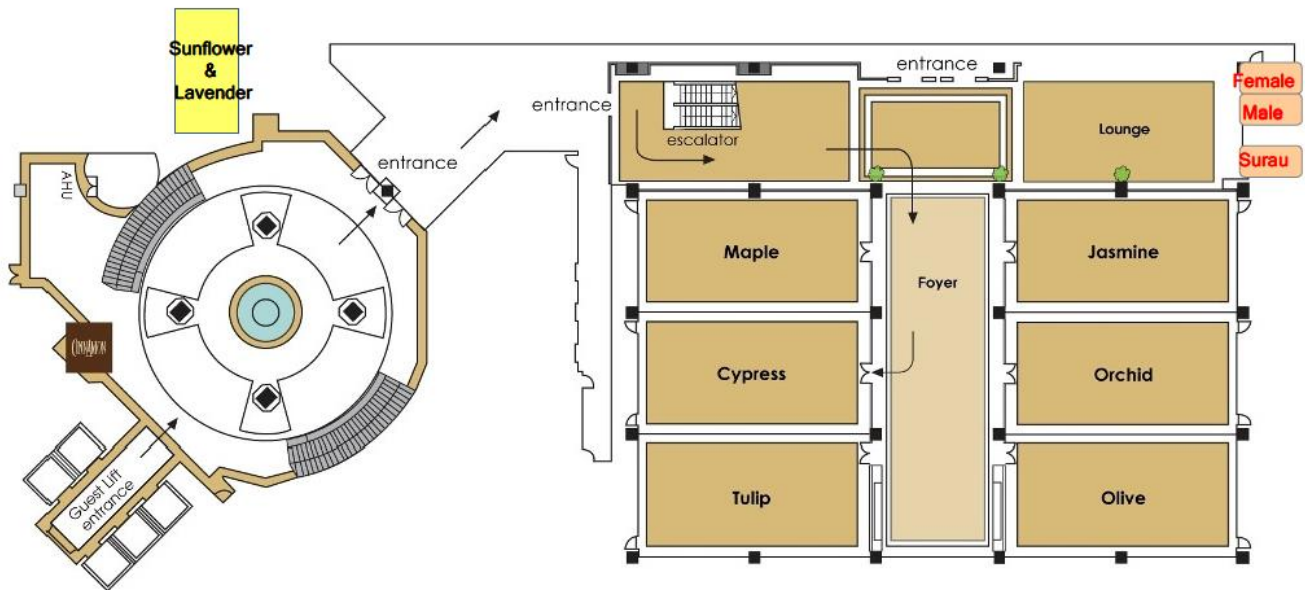 Sunflower
&
Lavender
AHU
CINNAMON
Guest Lift
entrance
entrance
entrance
escalator
entrance
Lounge
Female
Male
Surau
Maple
Foyer
Jasmine
Cypress
Orchid
Tulip
Olive